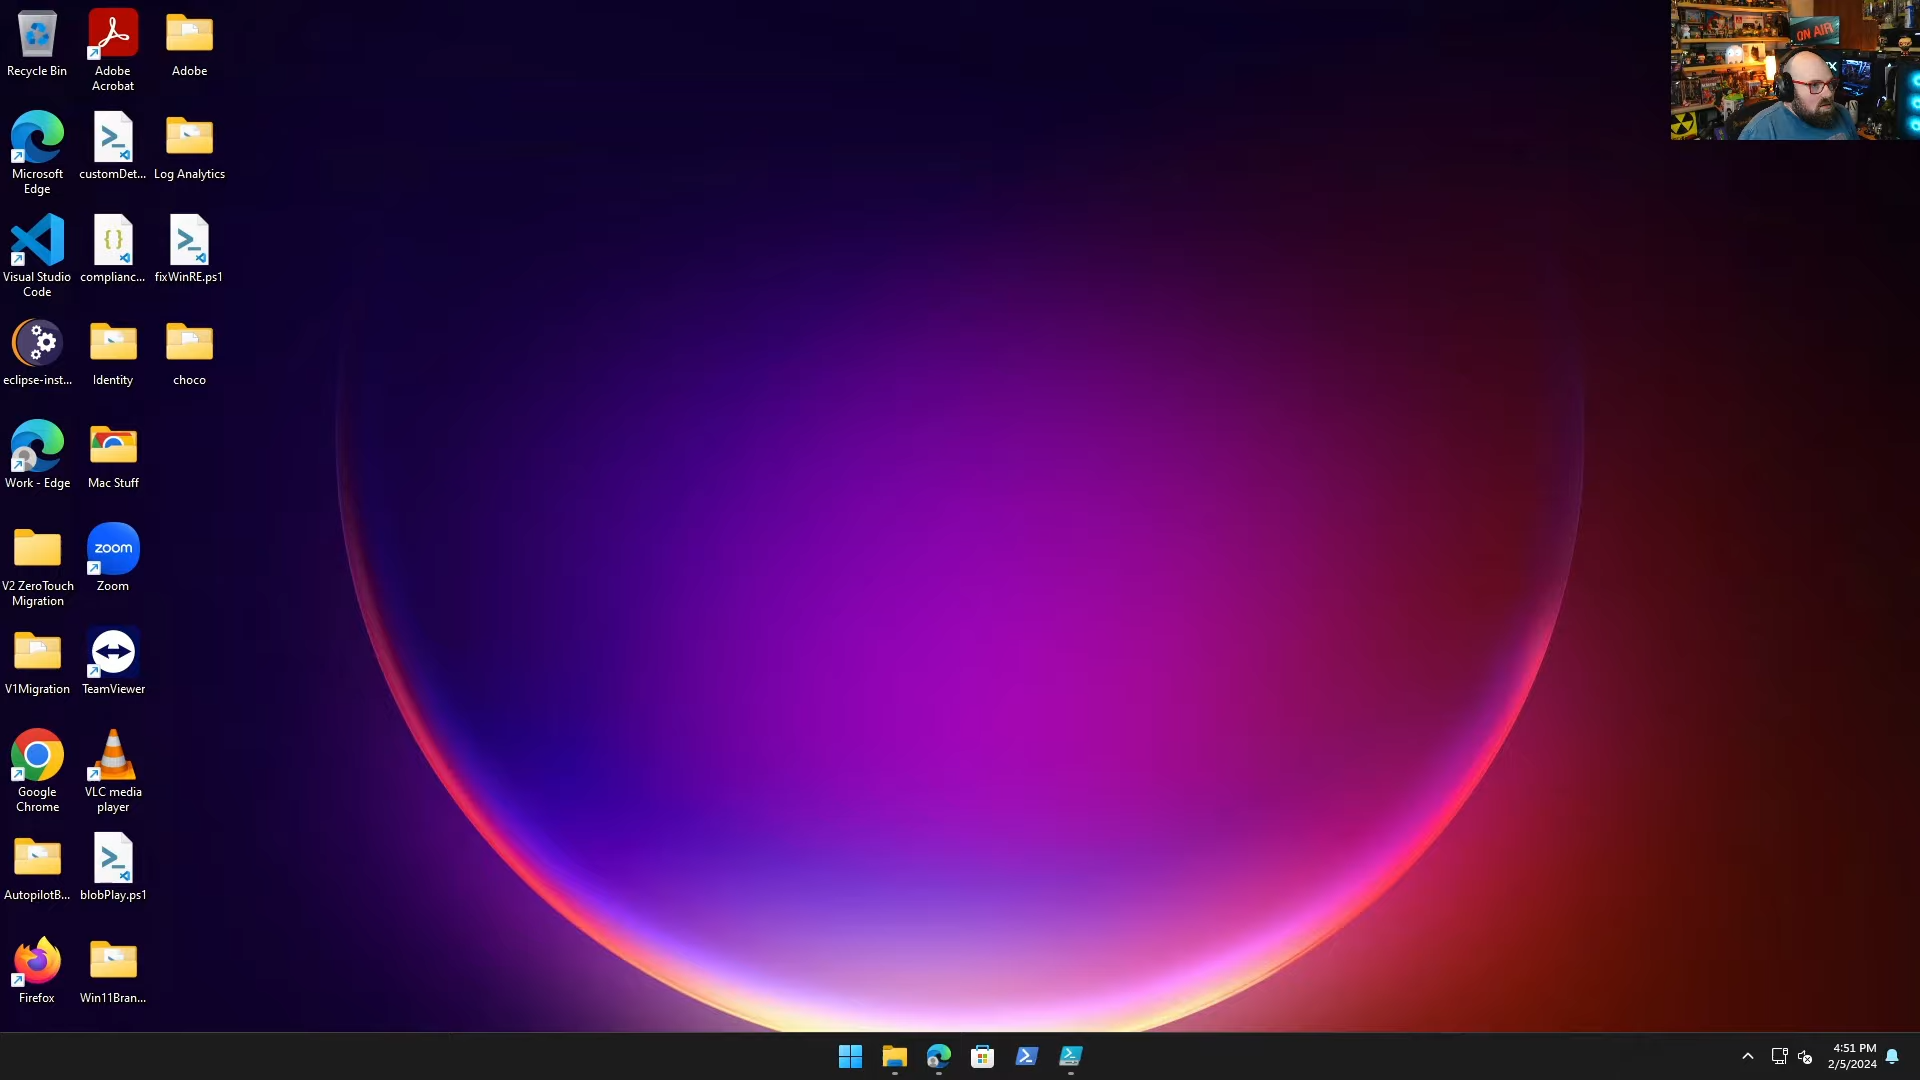 Recycle Bin
Adobe
Acrobat
Adobe
Microsoft
Edge
customDet...
Log Analytics
Visual Studio
Code
complianc...
fixWinRE.ps1
eclipse-inst...
Identity
choco
Work - Edge
Mac Stuff
zoom
V2 ZeroTouch
Migration
Zoom
V1Migration
TeamViewer
Google
Chrome
VLC media
player
AutopilotB...
blobPlay.ps1
Firefox
Win11Bran...
ON AIR
4:51 PM
2/5/2024